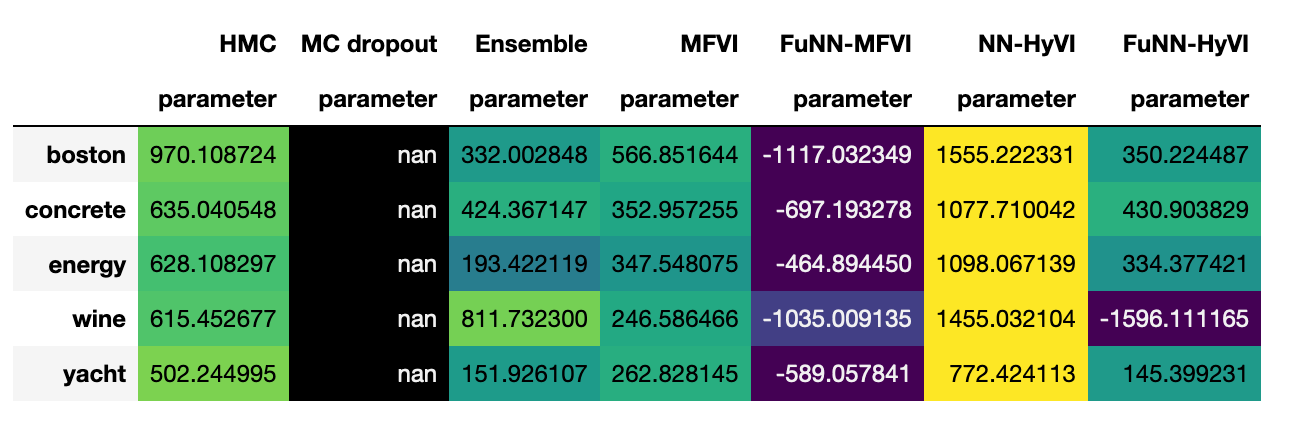 HMC MC dropout Ensemble MFVI FuNN-MFVI NN-HyVI FuNN-HyVI
parameter parameter parameter parameter parameter parameter parameter
boston 970.108724 nan 332.002848 566.851644 -1117.032349 1555.222331 350.224487
concrete 635.040548 nan 424.367147 352.957255 -697.193278 1077.710042 430.903829
energy 628.108297 nan 193.422119 347.548075 -464.894450 1098.067139 334.377421
wine 615.452677 nan 811.732300 246.586466 -1035.009135 1455.032104 -1596.111165
yacht 502.244995 nan 151.926107 262.828145 -589.057841 772.424113 145.399231